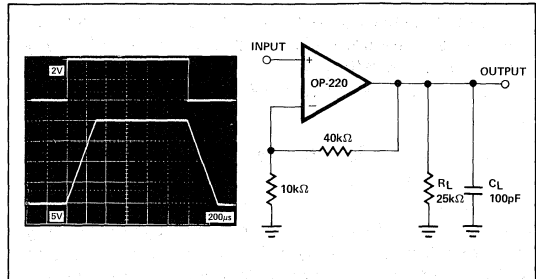 2V
5V
200µs
INPUT
+
OP-220
−
OUTPUT
40kΩ
10kΩ
RL
25kΩ
CL
100pF